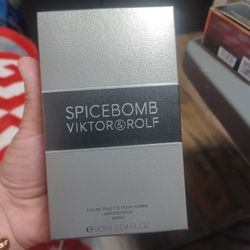 SPICEBOMB
VIKTOR&ROLF
EAU DE TOILETTE POUR HOMME
VAPORISATEUR
SPRAY
℮ 90ml 3.04 FL.OZ